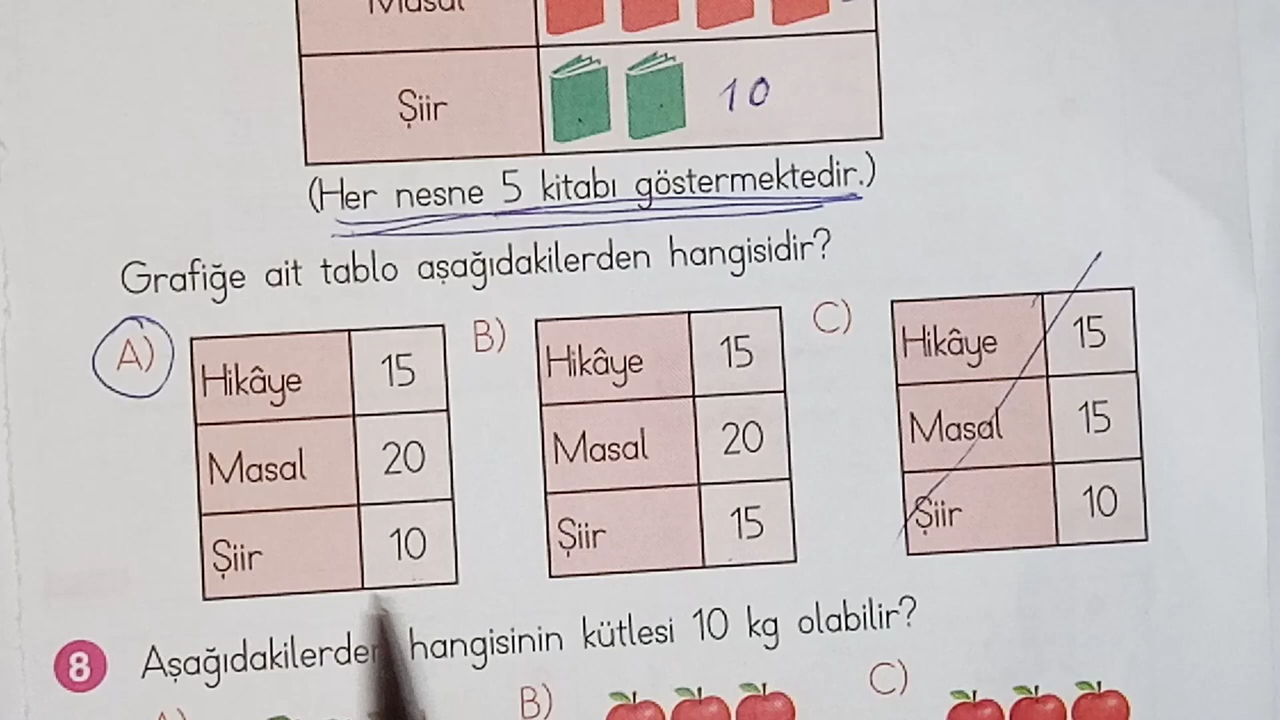 Masal
Şiir 10
(Her nesne 5 kitabı göstermektedir.)
Grafiğe ait tablo aşağıdakilerden hangisidir?
A)
Hikâye 15
Masal 20
Şiir 10
B)
Hikâye 15
Masal 20
Şiir 15
C)
Hikâye 15
Masal 15
Şiir 10
8 Aşağıdakilerden hangisinin kütlesi 10 kg olabilir?
A)
B)
C)